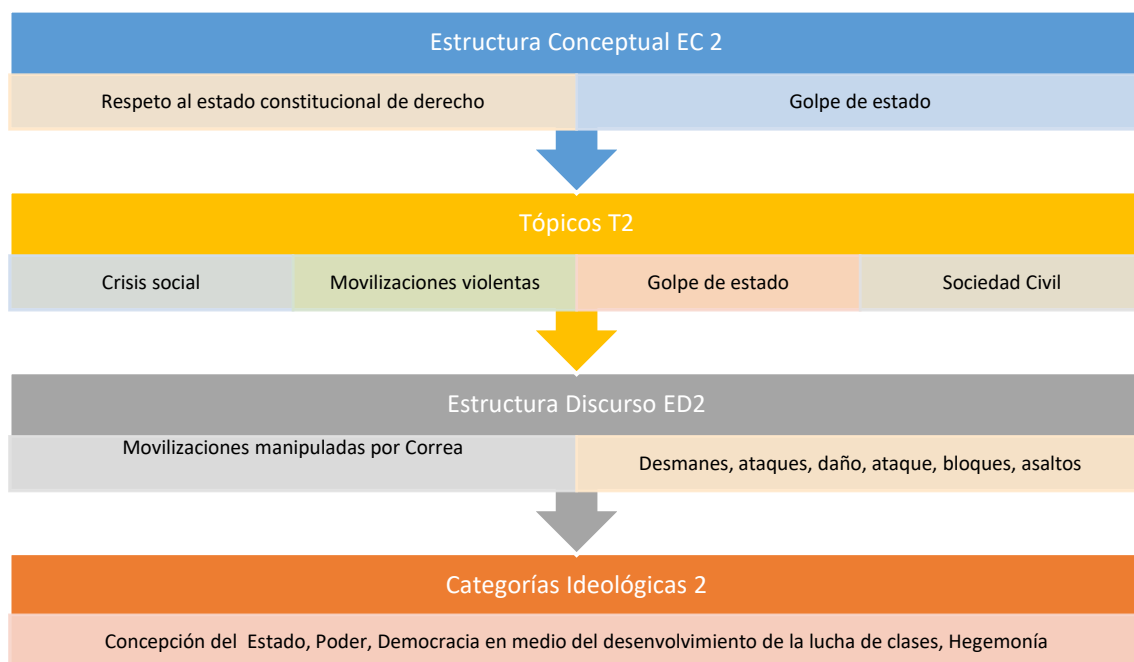 Estructura Conceptual EC 2
Respeto al estado constitucional de derecho
Golpe de estado
Tópicos T2
Crisis social
Movilizaciones violentas
Golpe de estado
Sociedad Civil
Estructura Discurso ED2
Movilizaciones manipuladas por Correa
Desmanes, ataques, daño, ataque, bloques, asaltos
Categorías Ideológicas 2
Concepción del Estado, Poder, Democracia en medio del desenvolvimiento de la lucha de clases, Hegemonía